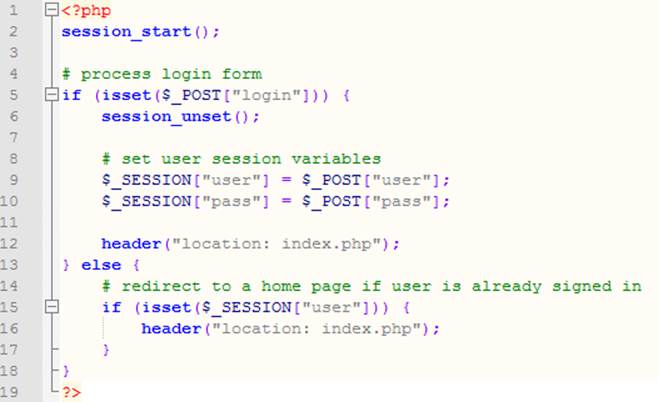 1 <?php
2 session_start();
3
4 # process login form
5 if (isset($_POST["login"])) {
6     session_unset();
7
8     # set user session variables
9     $_SESSION["user"] = $_POST["user"];
10     $_SESSION["pass"] = $_POST["pass"];
11
12     header("location: index.php");
13 } else {
14     # redirect to a home page if user is already signed in
15     if (isset($_SESSION["user"])) {
16         header("location: index.php");
17     }
18 }
19 ?>